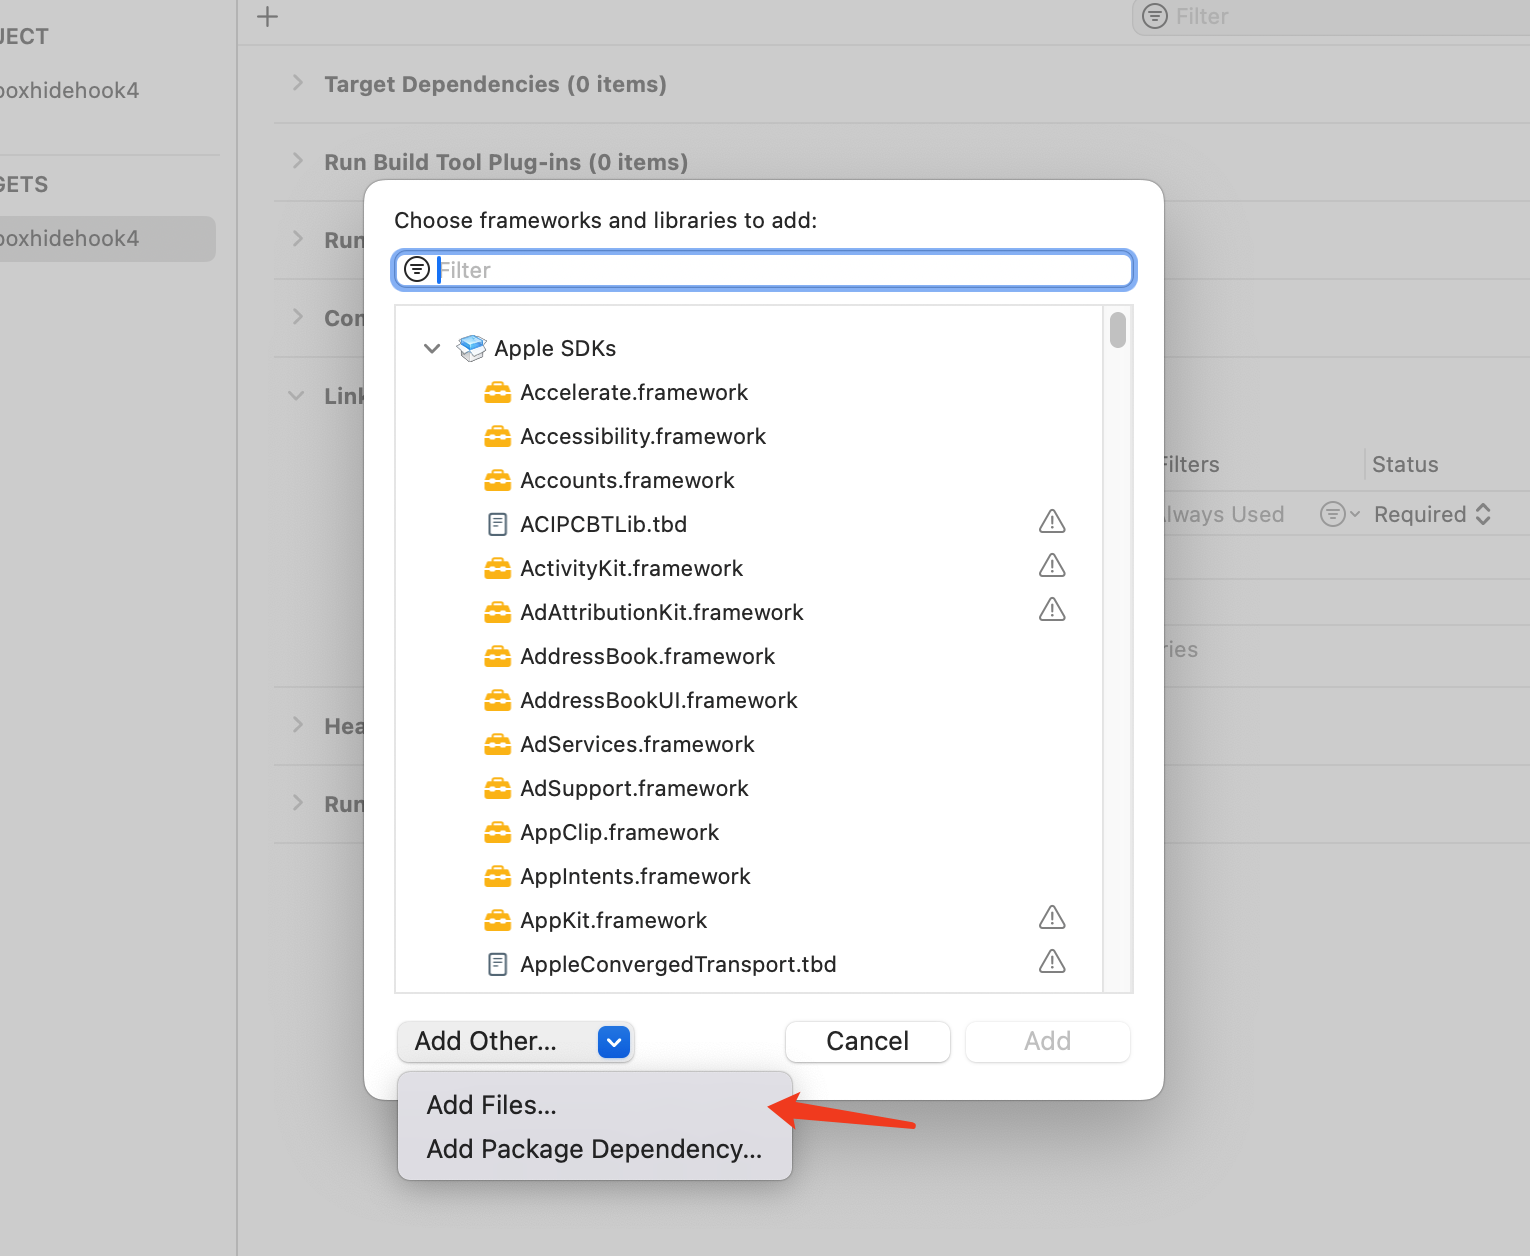 JECT
Filter
Target Dependencies (0 items)
boxhidehook4
Run Build Tool Plug-ins (0 items)
GETS
boxhidehook4
Choose frameworks and libraries to add:
Run
Filter
Con
Apple SDKs
Link
Accelerate.framework
Accessibility.framework
Filters
Status
Accounts.framework
Always Used
Required
ACIPCBTLib.tbd
ActivityKit.framework
AdAttributionKit.framework
AddressBook.framework
ries
AddressBookUI.framework
Hea
AdServices.framework
AdSupport.framework
Run
AppClip.framework
AppIntents.framework
AppKit.framework
AppleConvergedTransport.tbd
Add Other...
Cancel
Add
Add Files...
Add Package Dependency...